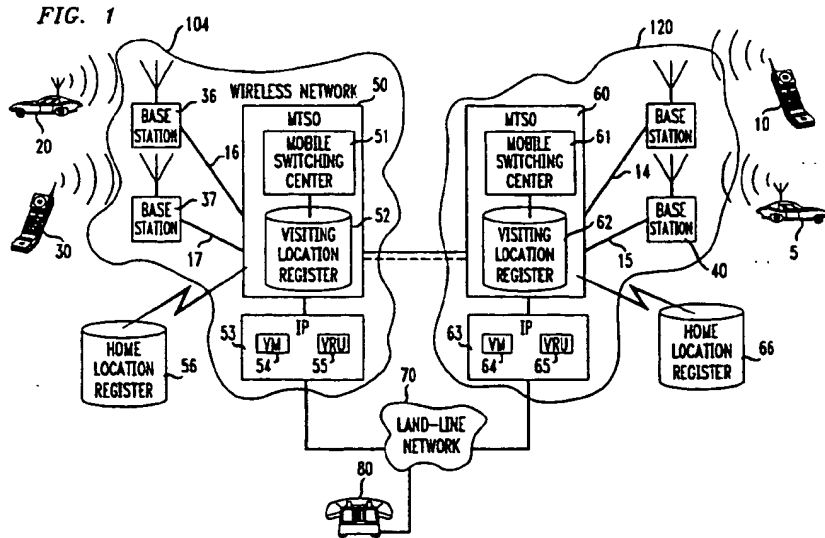 FIG. 1
104
120
20
BASE STATION
36
WIRELESS NETWORK
50
MTSO
MOBILE SWITCHING CENTER
51
16
BASE STATION
37
VISITING LOCATION REGISTER
52
30
17
HOME LOCATION REGISTER
56
IP
53
VM
54
VRU
55
60
MTSO
MOBILE SWITCHING CENTER
61
BASE STATION
10
14
VISITING LOCATION REGISTER
62
BASE STATION
40
15
5
IP
63
VM
64
VRU
65
HOME LOCATION REGISTER
66
70
LAND-LINE NETWORK
80